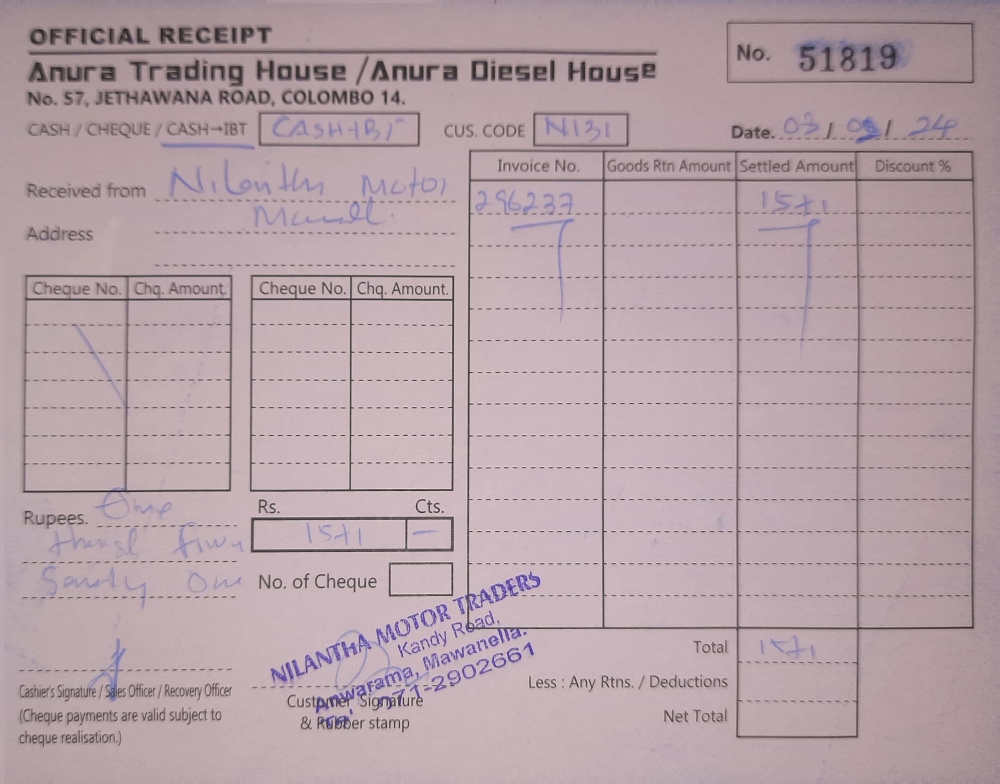 OFFICIAL RECEIPT
Anura Trading House / Anura Diesel House
No. 57, JETHAWANA ROAD, COLOMBO 14.
No. 51819
CASH / CHEQUE / CASH→IBT CASH-IBT CUS. CODE N131 Date. 03 / 09 / 24
Received from Nilantha Motor
Address
Invoice No. Goods Rtn Amount Settled Amount Discount %
296237 1571
Cheque No. Chq. Amount. Cheque No. Chq. Amount.
Rupees. One
Rs. Cts.
1571 —
One
No. of Cheque
NILANTHA MOTOR TRADERS
Kandy Road,
Anwarama, Mawanella.
071-2902661
Total 1571
Less : Any Rtns. / Deductions
Net Total
Cashier's Signature / Sales Officer / Recovery Officer
(Cheque payments are valid subject to
cheque realisation.)
Customer Signature
& Rubber stamp